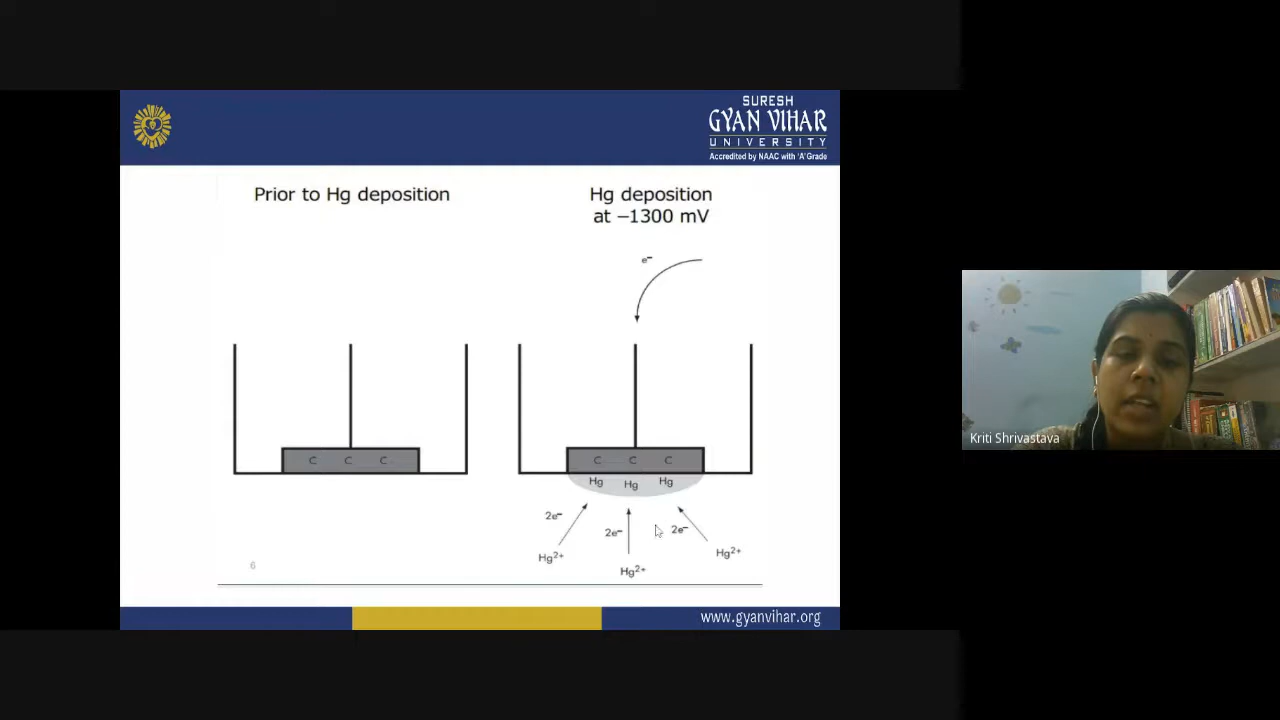 SURESH
GYAN VIHAR
UNIVERSITY
Accredited by NAAC with 'A' Grade
Prior to Hg deposition
Hg deposition
at –1300 mV
e⁻
C C C
C C C
Hg Hg Hg
2e⁻ 2e⁻ 2e⁻
Hg²⁺ Hg²⁺ Hg²⁺
6
www.gyanvihar.org
Kriti Shrivastava